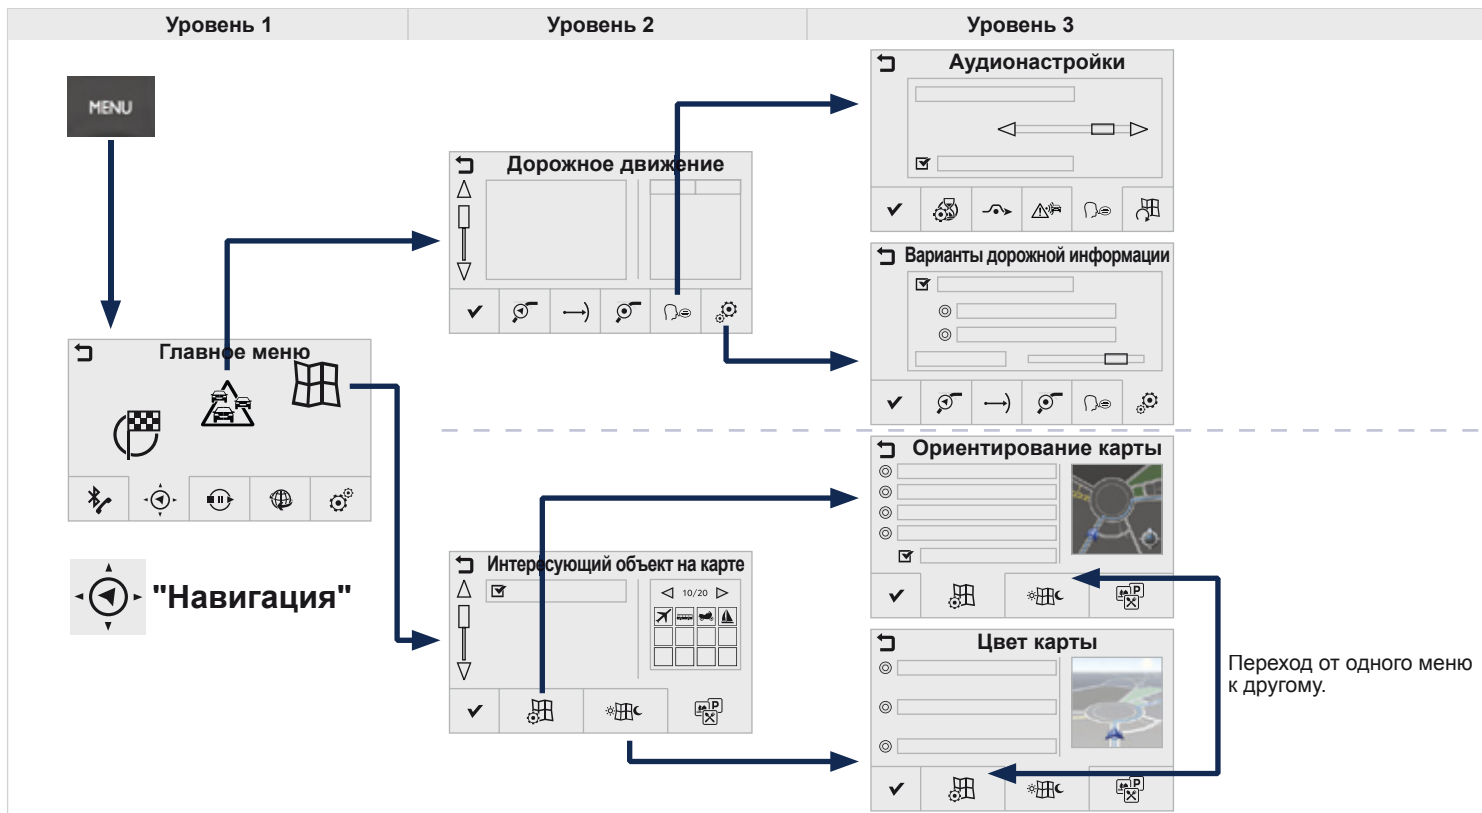 Уровень 1
Уровень 2
Уровень 3
MENU
Главное меню
"Навигация"
Дорожное движение
Интересующий объект на карте
10/20
P
Аудионастройки
Варианты дорожной информации
Ориентирование карты
P
Цвет карты
P
Переход от одного меню
к другому.